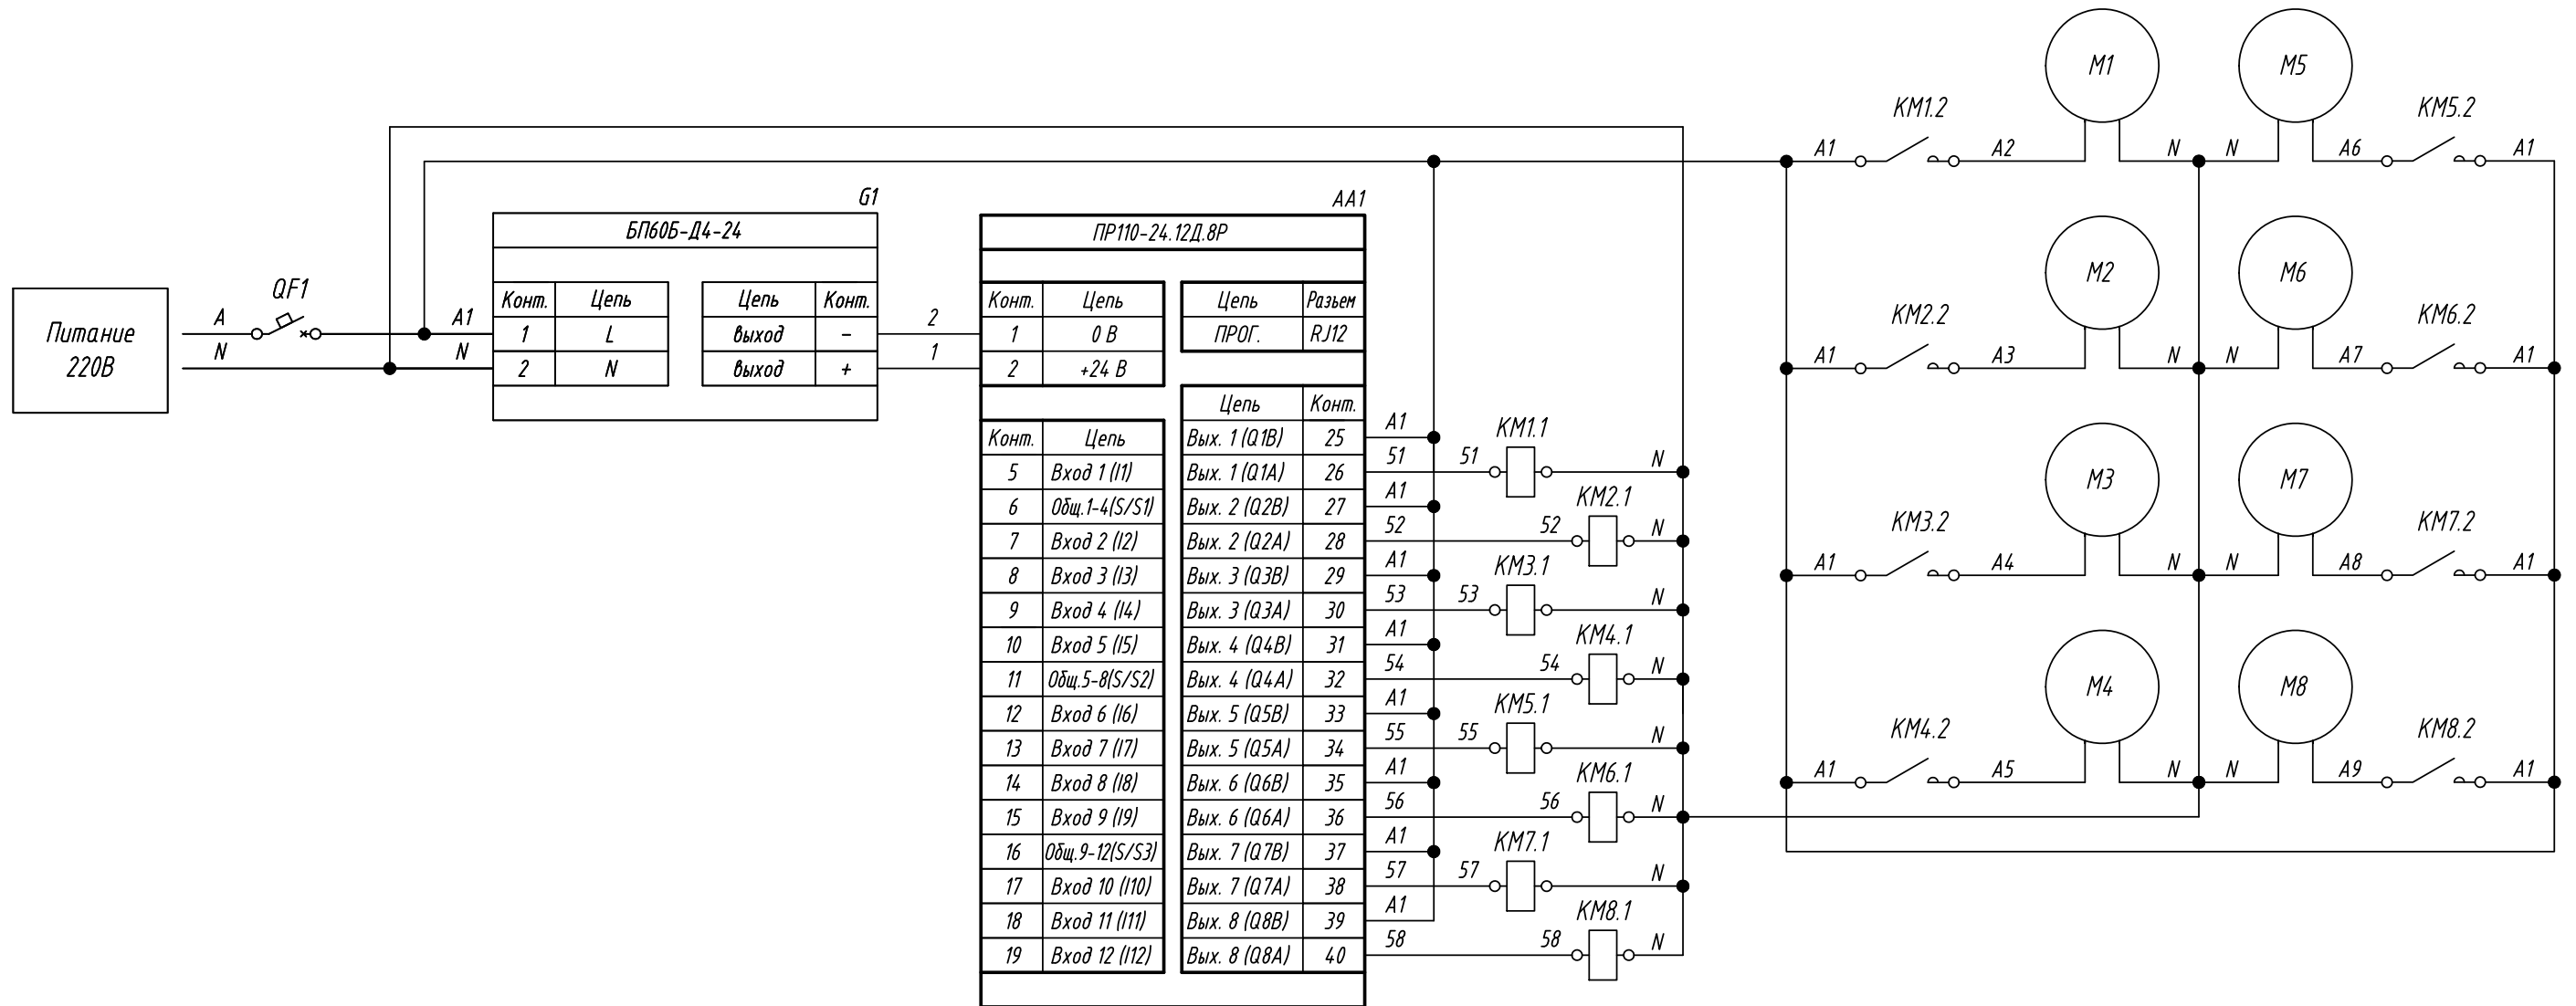 Питание
220В
A
N
QF1
A1
N
G1
БП60Б-Д4-24
Конт. Цепь
1 L
2 N
Цепь Конт.
выход -
выход +
2
1
AA1
ПР110-24.12Д.8Р
Конт. Цепь
1 0 В
2 +24 В
Цепь Разъем
ПРОГ. RJ12
Конт. Цепь
5 Вход 1 (I1)
6 Общ.1-4(S/S1)
7 Вход 2 (I2)
8 Вход 3 (I3)
9 Вход 4 (I4)
10 Вход 5 (I5)
11 Общ.5-8(S/S2)
12 Вход 6 (I6)
13 Вход 7 (I7)
14 Вход 8 (I8)
15 Вход 9 (I9)
16 Общ.9-12(S/S3)
17 Вход 10 (I10)
18 Вход 11 (I11)
19 Вход 12 (I12)
Цепь Конт.
Вых. 1 (Q1B) 25
Вых. 1 (Q1A) 26
Вых. 2 (Q2B) 27
Вых. 2 (Q2A) 28
Вых. 3 (Q3B) 29
Вых. 3 (Q3A) 30
Вых. 4 (Q4B) 31
Вых. 4 (Q4A) 32
Вых. 5 (Q5B) 33
Вых. 5 (Q5A) 34
Вых. 6 (Q6B) 35
Вых. 6 (Q6A) 36
Вых. 7 (Q7B) 37
Вых. 7 (Q7A) 38
Вых. 8 (Q8B) 39
Вых. 8 (Q8A) 40
A1
KM1.1
51 51 N
A1
KM2.1
52 52 N
A1
KM3.1
53 53 N
A1
KM4.1
54 54 N
A1
KM5.1
55 55 N
A1
KM6.1
56 56 N
A1
KM7.1
57 57 N
A1
KM8.1
58 58 N
M1 M5
KM1.2 KM5.2
A1 A2 N N A6 A1
M2 M6
KM2.2 KM6.2
A1 A3 N N A7 A1
M3 M7
KM3.2 KM7.2
A1 A4 N N A8 A1
M4 M8
KM4.2 KM8.2
A1 A5 N N A9 A1